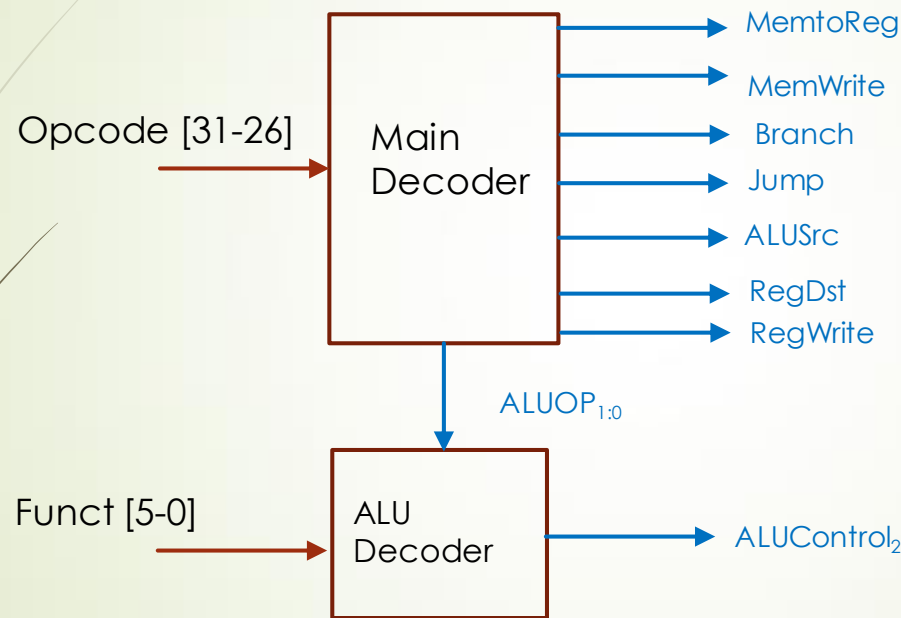 MemtoReg
MemWrite
Opcode [31-26]
Main
Decoder
Branch
Jump
ALUSrc
RegDst
RegWrite
ALUOP1:0
Funct [5-0]
ALU
Decoder
ALUControl2